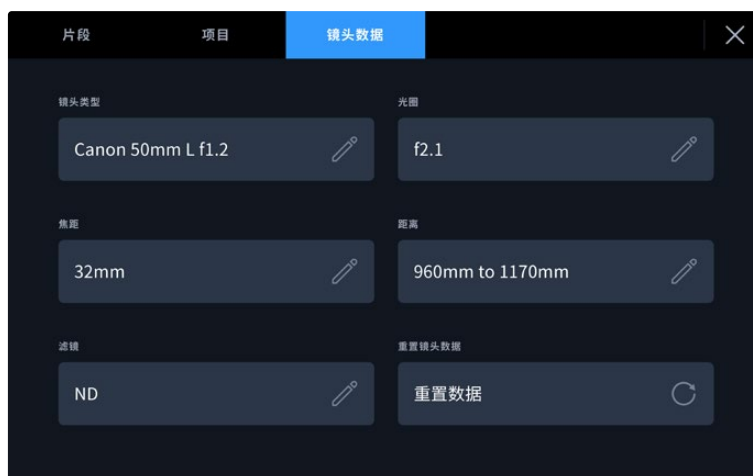 片段 项目 镜头数据
镜头类型 光圈
Canon 50mm L f1.2 f2.1
焦距 距离
32mm 960mm to 1170mm
滤镜 重置镜头数据
ND 重置数据